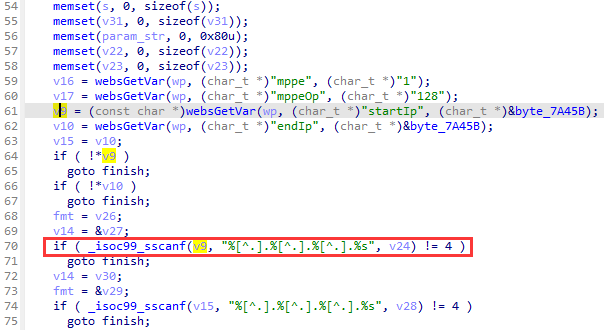 54 memset(s, 0, sizeof(s));
55 memset(v31, 0, sizeof(v31));
56 memset(param_str, 0, 0x80u);
57 memset(v22, 0, sizeof(v22));
58 memset(v23, 0, sizeof(v23));
59 v16 = websGetVar(wp, (char_t *)"mppe", (char_t *)"1");
60 v17 = websGetVar(wp, (char_t *)"mppeOp", (char_t *)"128");
61 v9 = (const char *)websGetVar(wp, (char_t *)"startIp", (char_t *)&byte_7A45B);
62 v10 = websGetVar(wp, (char_t *)"endIp", (char_t *)&byte_7A45B);
63 v15 = v10;
64 if ( !*v9 )
65 goto finish;
66 if ( !*v10 )
67 goto finish;
68 fmt = v26;
69 v14 = &v27;
70 if ( _isoc99_sscanf(v9, "%[^.].%[^.].%[^.].%s", v24) != 4 )
71 goto finish;
72 v14 = v30;
73 fmt = &v29;
74 if ( _isoc99_sscanf(v15, "%[^.].%[^.].%[^.].%s", v28) != 4 )
75 goto finish;